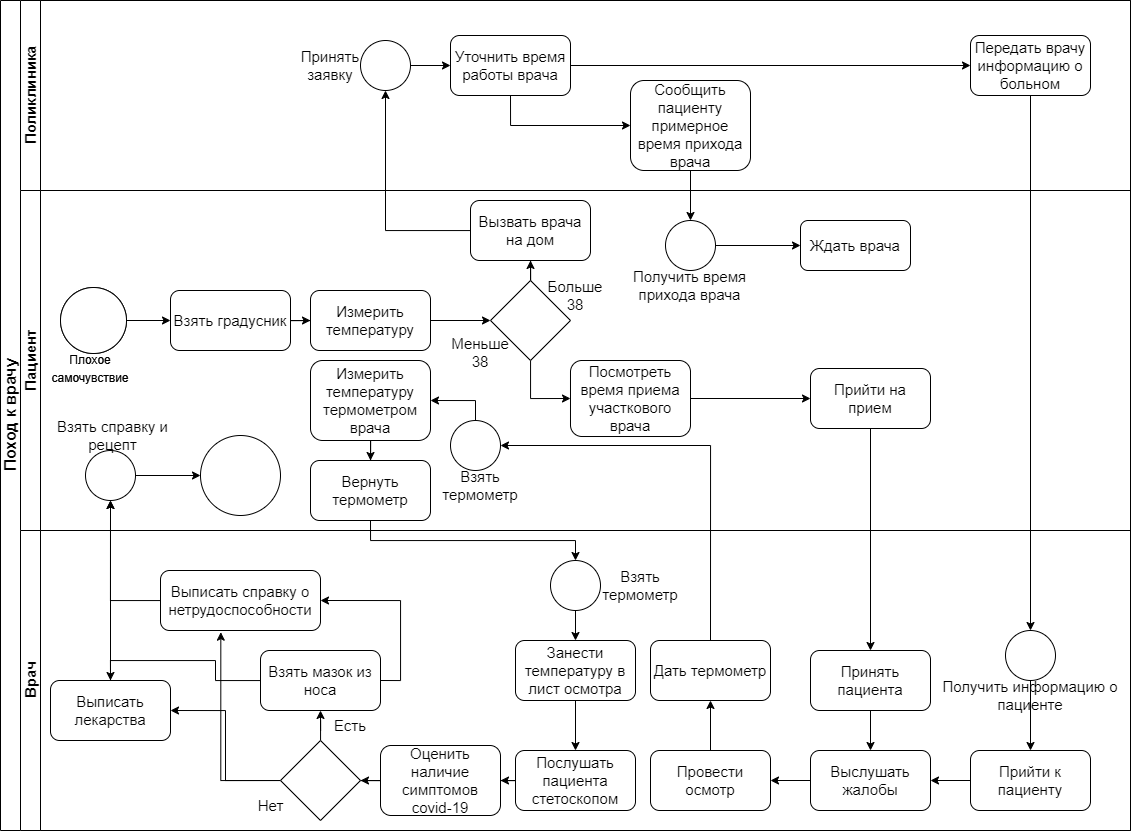 Поход к врачу
Поликлиника
Принять
заявку
Уточнить время
работы врача
Передать врачу
информацию о
больном
Сообщить
пациенту
примерное
время прихода
врача
Пациент
Вызвать врача
на дом
Ждать врача
Получить время
прихода врача
Больше
38
Плохое
самочувствие
Взять градусник
Измерить
температуру
Меньше
38
Измерить
температуру
термометром
врача
Посмотреть
время приема
участкового
врача
Прийти на
прием
Взять справку и
рецепт
Взять
термометр
Вернуть
термометр
Врач
Взять
термометр
Выписать справку о
нетрудоспособности
Взять мазок из
носа
Занести
температуру в
лист осмотра
Дать термометр
Принять
пациента
Получить информацию о
пациенте
Выписать
лекарства
Есть
Нет
Оценить
наличие
симптомов
covid-19
Послушать
пациента
стетоскопом
Провести
осмотр
Выслушать
жалобы
Прийти к
пациенту